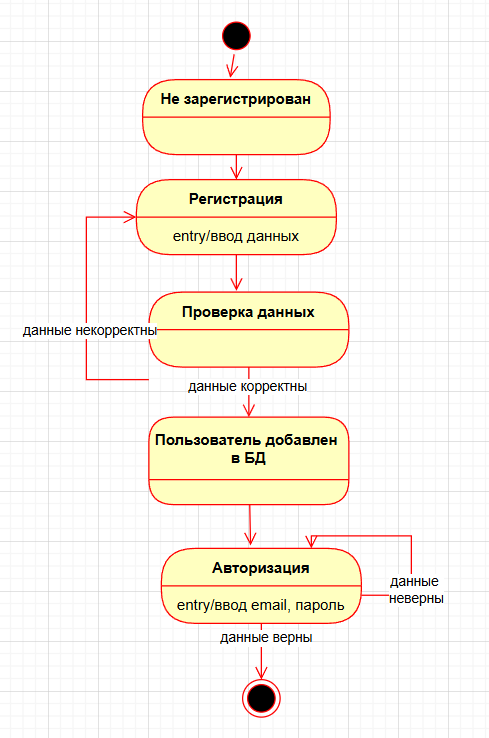 Не зарегистрирован
Регистрация
entry/ввод данных
Проверка данных
данные некорректны
данные корректны
Пользователь добавлен
в БД
Авторизация
entry/ввод email, пароль
данные
неверны
данные верны